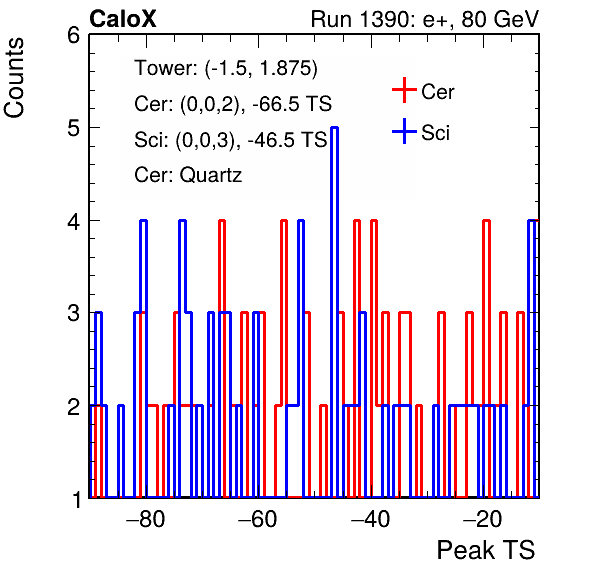 CaloX Run 1390: e+, 80 GeV
Counts
6
Tower: (-1.5, 1.875)
Cer: (0,0,2), -66.5 TS
Sci: (0,0,3), -46.5 TS
Cer: Quartz
Cer
Sci
5
4
3
2
1
−80 −60 −40 −20
Peak TS